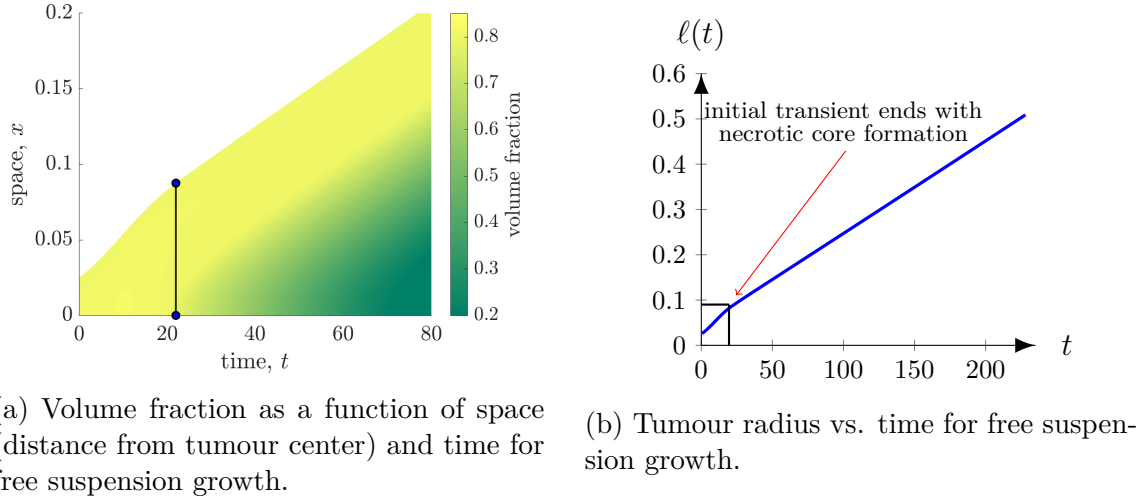 0.2
0.15
0.1
0.05
0
space, x
0 20 40 60 80
time, t
0.8
0.7
0.6
0.5
0.4
0.3
0.2
volume fraction
a) Volume fraction as a function of space
distance from tumour center) and time for
free suspension growth.
ℓ(t)
0.6
0.5
0.4
0.3
0.2
0.1
0
initial transient ends with
necrotic core formation
0 50 100 150 200
t
(b) Tumour radius vs. time for free suspen-
sion growth.